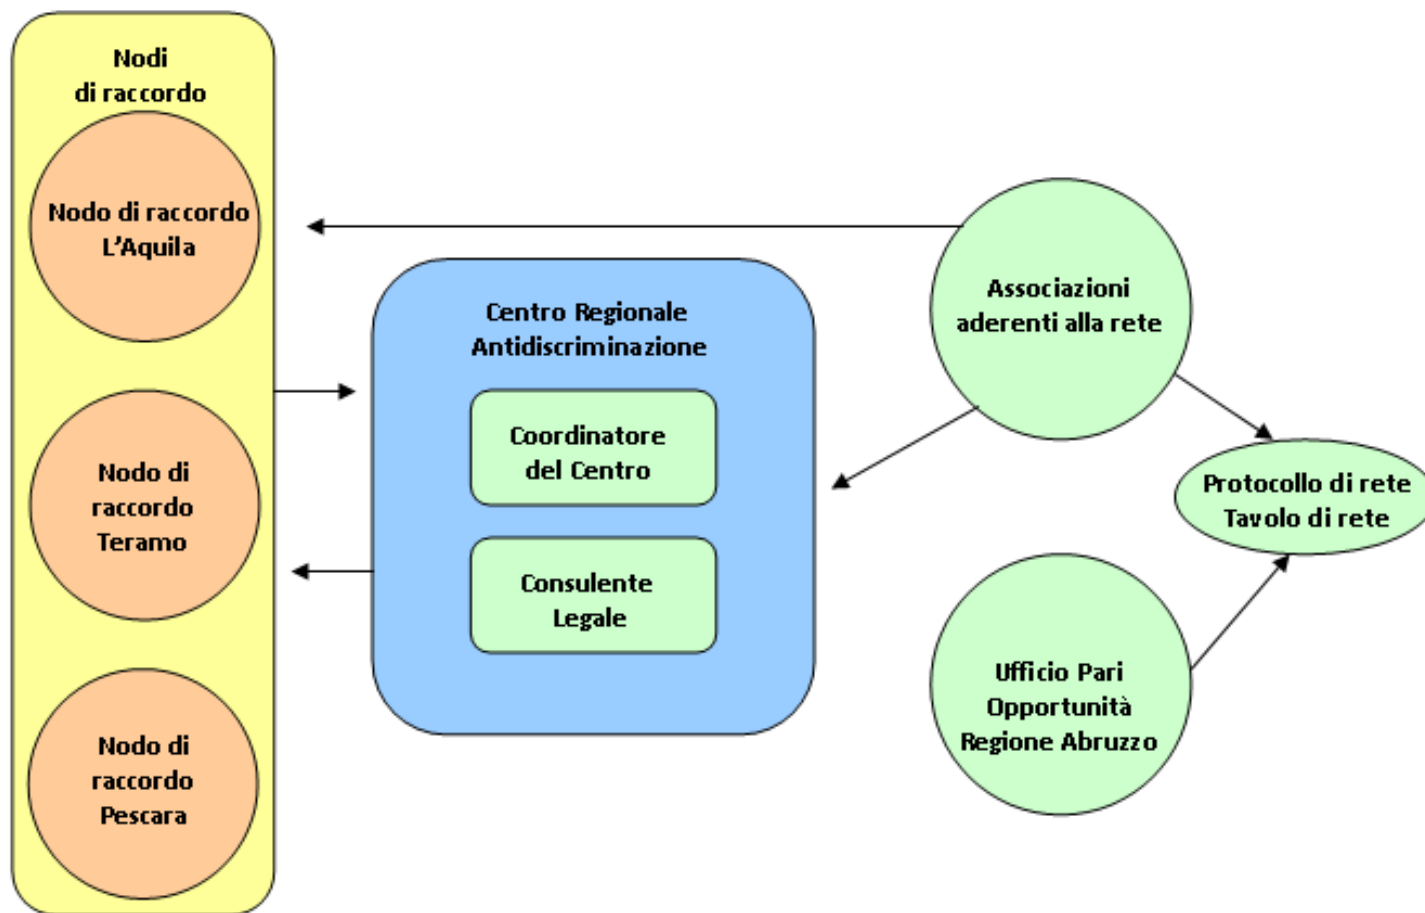 Nodi
di raccordo
Nodo di raccordo
L'Aquila
Nodo di
raccordo
Teramo
Nodo di
raccordo
Pescara
Centro Regionale
Antidiscriminazione
Coordinatore
del Centro
Consulente
Legale
Associazioni
aderenti alla rete
Protocollo di rete
Tavolo di rete
Ufficio Pari
Opportunità
Regione Abruzzo